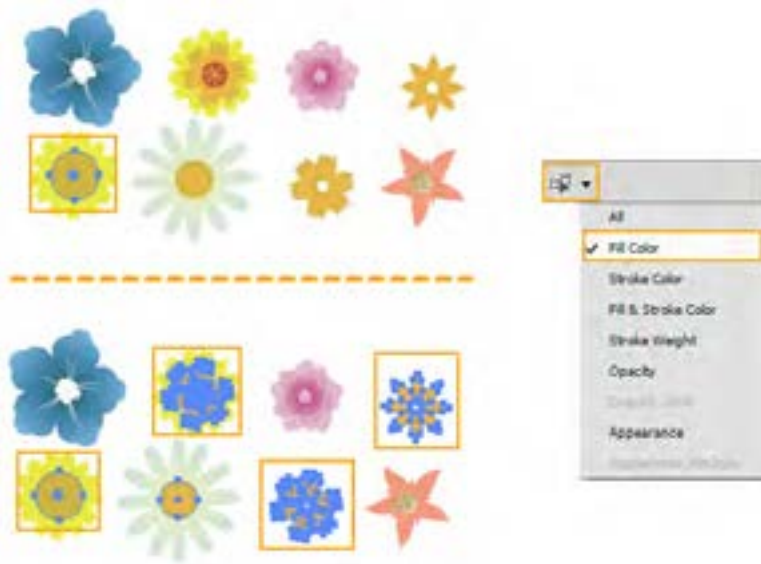 All
Fill Color
Stroke Color
Fill & Stroke Color
Stroke Weight
Opacity
Appearance